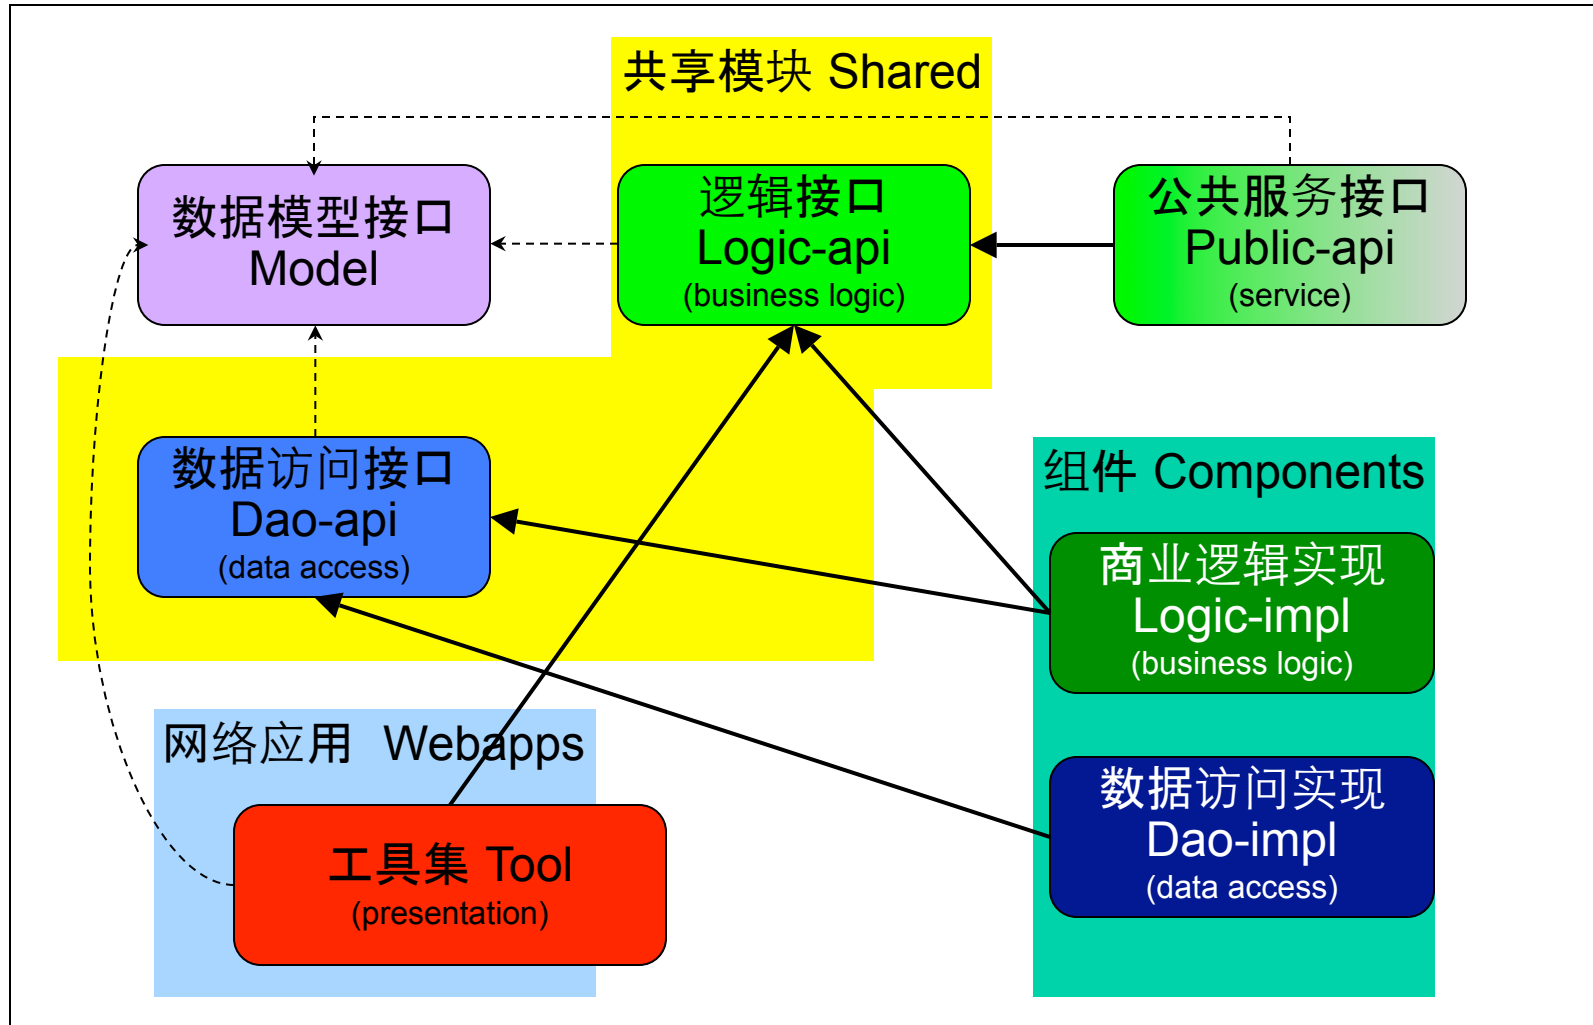 共享模块 Shared
数据模型接口
Model
逻辑接口
Logic-api
(business logic)
公共服务接口
Public-api
(service)
数据访问接口
Dao-api
(data access)
组件 Components
商业逻辑实现
Logic-impl
(business logic)
网络应用 Webapps
数据访问实现
Dao-impl
(data access)
工具集 Tool
(presentation)